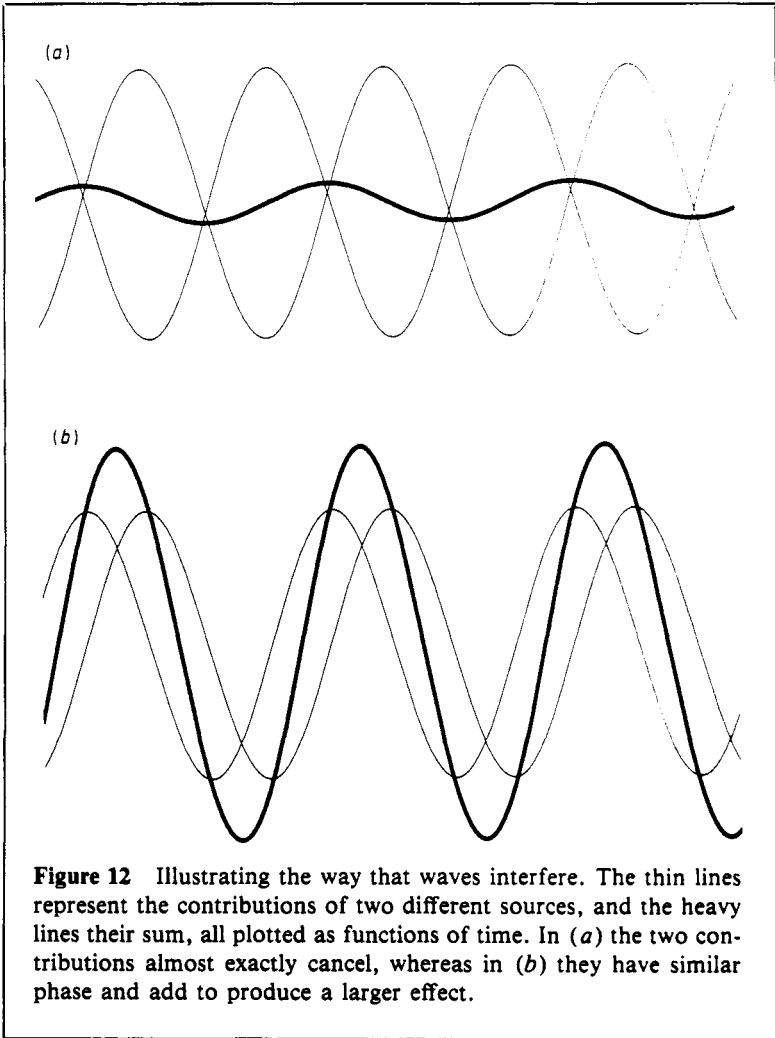 (a)
(b)
Figure 12 Illustrating the way that waves interfere. The thin lines
represent the contributions of two different sources, and the heavy
lines their sum, all plotted as functions of time. In (a) the two con-
tributions almost exactly cancel, whereas in (b) they have similar
phase and add to produce a larger effect.